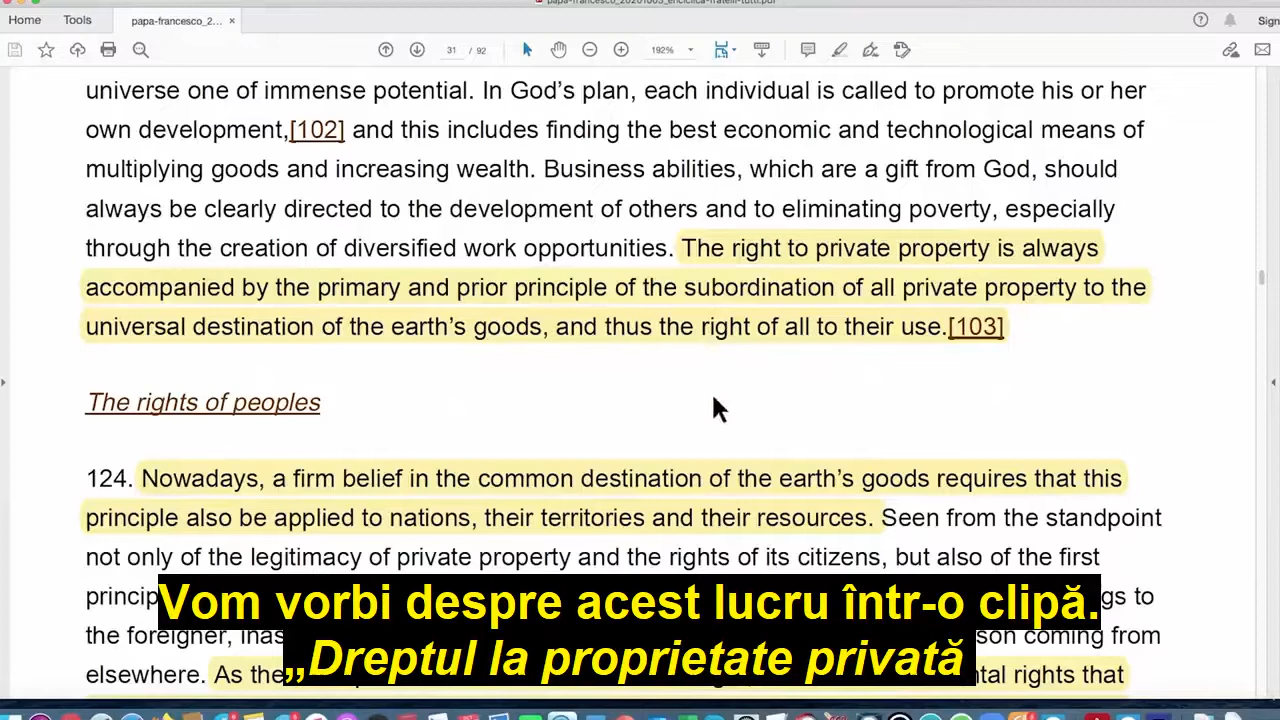 papa-francesco_20201003_enciclica-fratelli-tutti.pdf
Home Tools papa-francesco_2... × Sign
31 / 92 192%
universe one of immense potential. In God’s plan, each individual is called to promote his or her
own development,[102] and this includes finding the best economic and technological means of
multiplying goods and increasing wealth. Business abilities, which are a gift from God, should
always be clearly directed to the development of others and to eliminating poverty, especially
through the creation of diversified work opportunities. The right to private property is always
accompanied by the primary and prior principle of the subordination of all private property to the
universal destination of the earth’s goods, and thus the right of all to their use.[103]
The rights of peoples
124. Nowadays, a firm belief in the common destination of the earth’s goods requires that this
principle also be applied to nations, their territories and their resources. Seen from the standpoint
not only of the legitimacy of private property and the rights of its citizens, but also of the first
to
the foreigner, coming from
elsewhere. As rights that
Vom vorbi despre acest lucru într-o clipă.
„Dreptul la proprietate privată